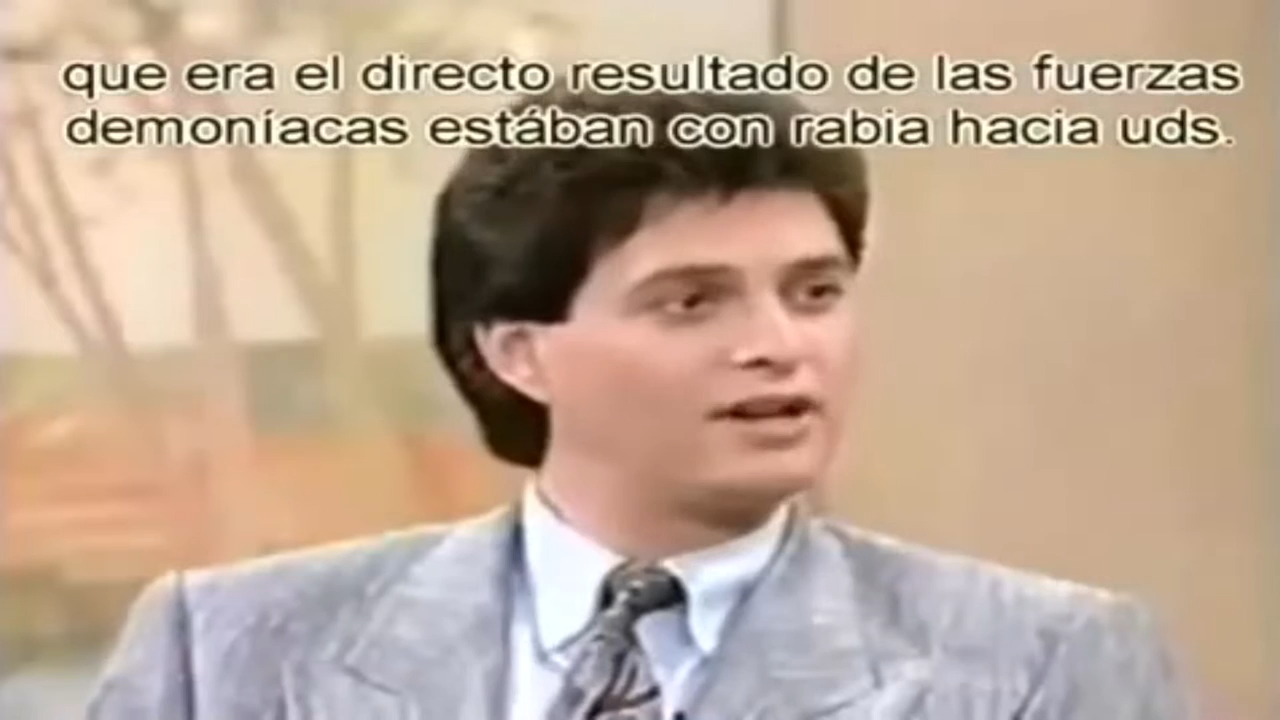 que era el directo resultado de las fuerzas
demoníacas estában con rabia hacia uds.